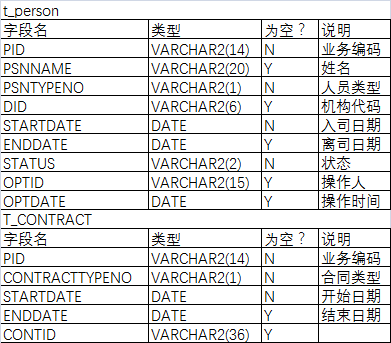 t_person
字段名 类型 为空？ 说明
PID VARCHAR2(14) N 业务编码
PSNNAME VARCHAR2(20) Y 姓名
PSNTYPENO VARCHAR2(1) N 人员类型
DID VARCHAR2(6) Y 机构代码
STARTDATE DATE N 入司日期
ENDDATE DATE Y 离司日期
STATUS VARCHAR2(2) N 状态
OPTID VARCHAR2(15) Y 操作人
OPTDATE DATE Y 操作时间
T_CONTRACT
字段名 类型 为空？ 说明
PID VARCHAR2(14) N 业务编码
CONTRACTTYPENO VARCHAR2(1) N 合同类型
STARTDATE DATE N 开始日期
ENDDATE DATE Y 结束日期
CONTID VARCHAR2(36) Y